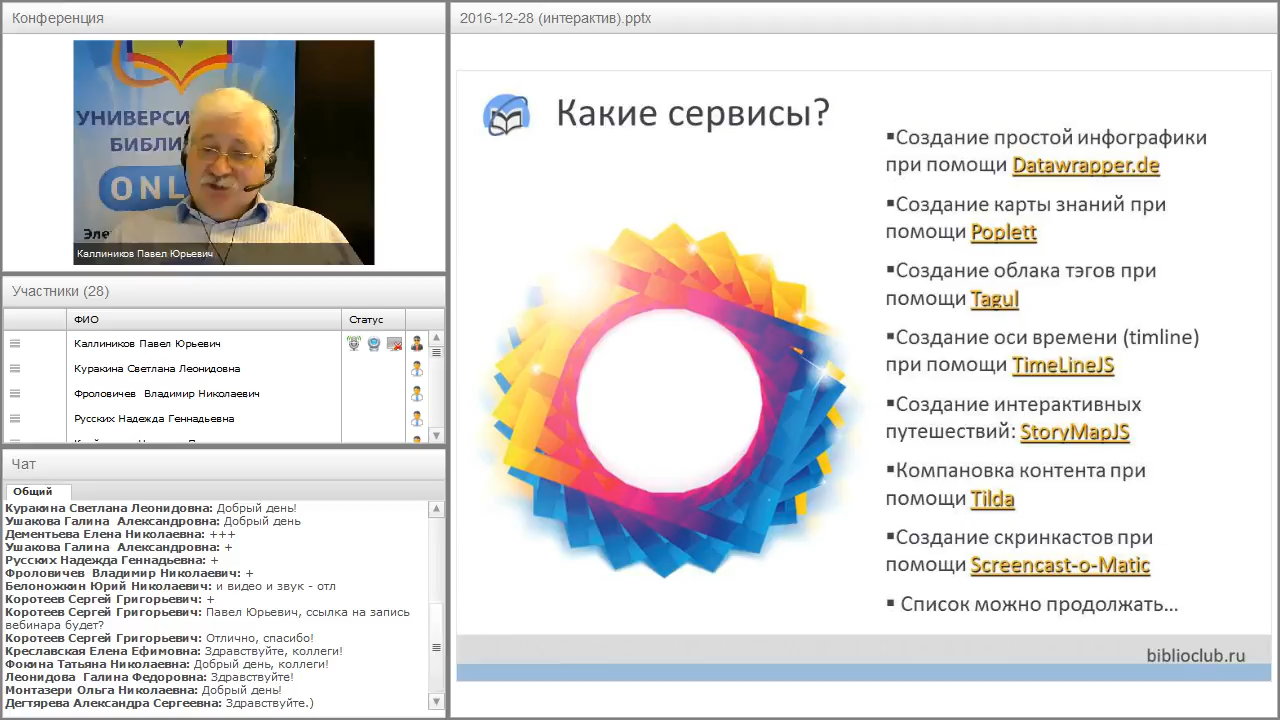 Конференция
УНИВЕРСИ
БИБЛИ
ONL
Эле
Каллиников Павел Юрьевич
Участники (28)
ФИО
Статус
Каллиников Павел Юрьевич
Куракина Светлана Леонидовна
Фроловичев Владимир Николаевич
Русских Надежда Геннадьевна
Чат
Общий
Куракина Светлана Леонидовна: Добрый день!
Ушакова Галина Александровна: Добрый день
Дементьева Елена Николаевна: +++
Ушакова Галина Александровна: +
Русских Надежда Геннадьевна: +
Фроловичев Владимир Николаевич: +
Белоножкин Юрий Николаевич: и видео и звук - отл
Коротеев Сергей Григорьевич: +
Коротеев Сергей Григорьевич: Павел Юрьевич, ссылка на запись
вебинара будет?
Коротеев Сергей Григорьевич: Отлично, спасибо!
Креславская Елена Ефимовна: Здравствуйте, коллеги!
Фокина Татьяна Николаевна: Добрый день, коллеги!
Леонидова Галина Федоровна: Здравствуйте!
Монтазери Ольга Николаевна: Добрый день!
Дегтярева Александра Сергеевна: Здравствуйте.)
2016-12-28 (интерактив).pptx
Какие сервисы?
▪Создание простой инфографики
при помощи Datawrapper.de
▪Создание карты знаний при
помощи Poplett
▪Создание облака тэгов при
помощи Tagul
▪Создание оси времени (timline)
при помощи TimeLineJS
▪Создание интерактивных
путешествий: StoryMapJS
▪Компановка контента при
помощи Tilda
▪Создание скринкастов при
помощи Screencast-o-Matic
▪ Список можно продолжать...
biblioclub.ru